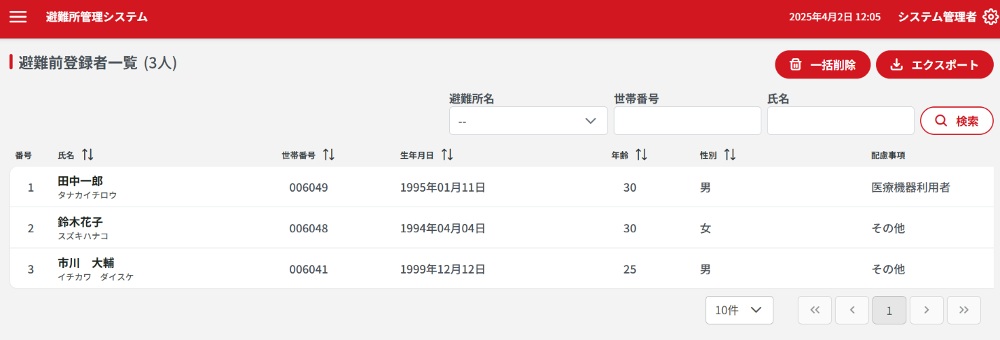 避難所管理システム 2025年4月2日 12:05 システム管理者
避難前登録者一覧 (3人) 一括削除 エクスポート
避難所名 世帯番号 氏名
-- 検索
番号 氏名 世帯番号 生年月日 年齢 性別 配慮事項
1 田中一郎 006049 1995年01月11日 30 男 医療機器利用者
タナカイチロウ
2 鈴木花子 006048 1994年04月04日 30 女 その他
スズキハナコ
3 市川　大輔 006041 1999年12月12日 25 男 その他
イチカワ　ダイスケ
10件 1